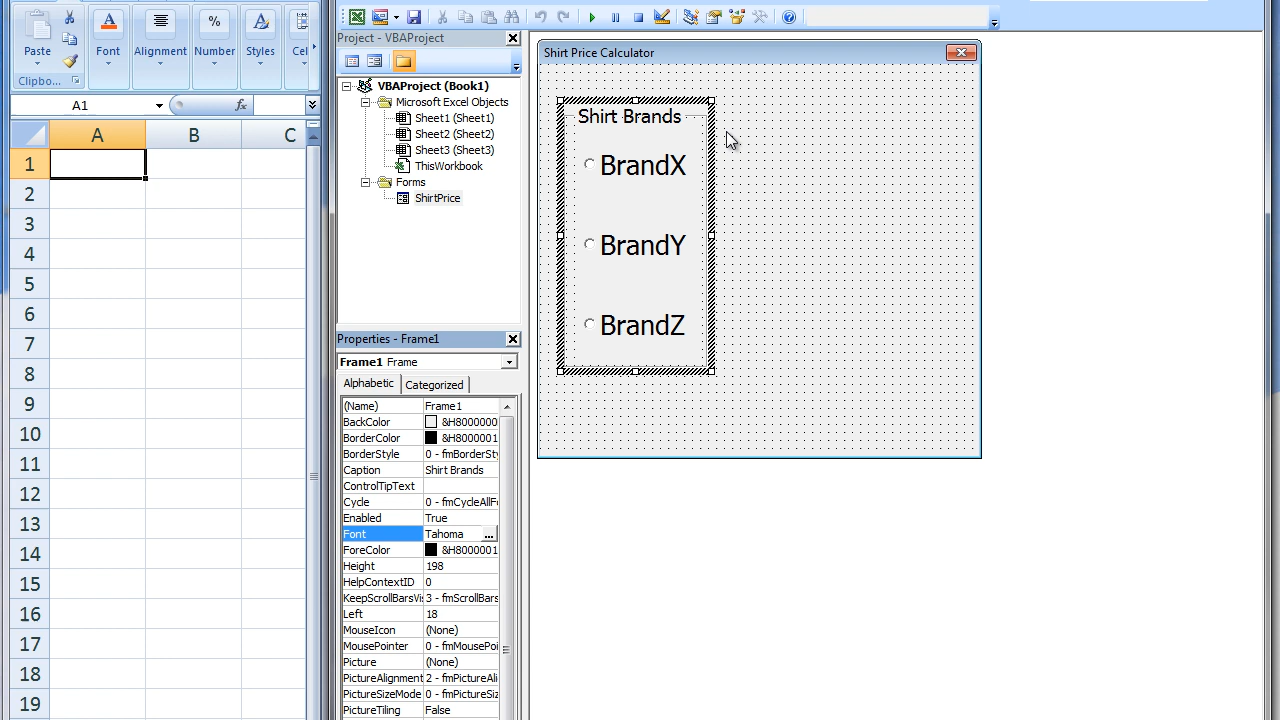 Paste
Font
Alignment
Number
Styles
Cel
Clipbo...
A1
fx
A
B
C
1
2
3
4
5
6
7
8
9
10
11
12
13
14
15
16
17
18
19
Project - VBAProject
VBAProject (Book1)
Microsoft Excel Objects
Sheet1 (Sheet1)
Sheet2 (Sheet2)
Sheet3 (Sheet3)
ThisWorkbook
Forms
ShirtPrice
Properties - Frame1
Frame1 Frame
Alphabetic Categorized
(Name) Frame1
BackColor &H8000000
BorderColor &H8000001
BorderStyle 0 - fmBorderSty
Caption Shirt Brands
ControlTipText
Cycle 0 - fmCycleAllFo
Enabled True
Font Tahoma ...
ForeColor &H8000001
Height 198
HelpContextID 0
KeepScrollBarsVis 3 - fmScrollBars
Left 18
MouseIcon (None)
MousePointer 0 - fmMousePoi
Picture (None)
PictureAlignment 2 - fmPictureAli
PictureSizeMode 0 - fmPictureSiz
PictureTiling False
Shirt Price Calculator
Shirt Brands
BrandX
BrandY
BrandZ